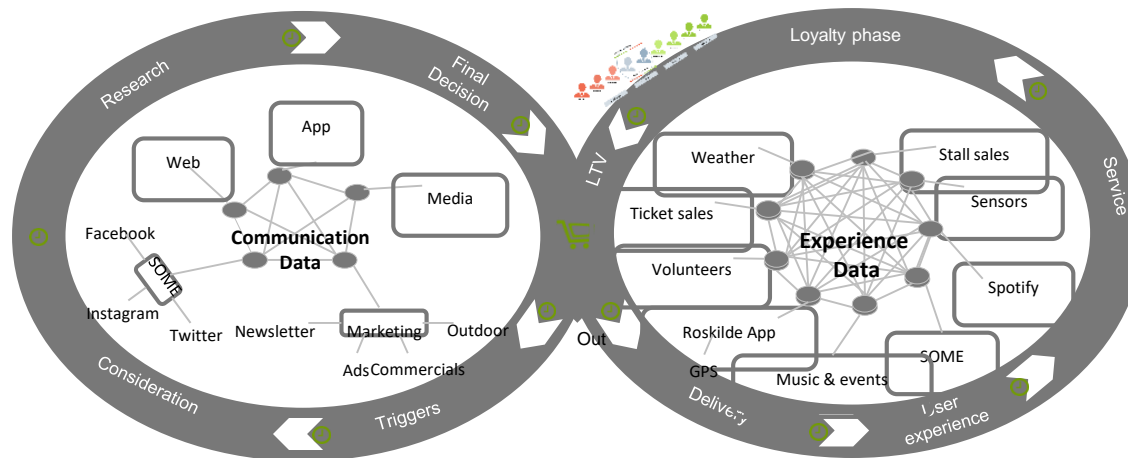 Research
Final
Decision
App
Web
Media
Communication
Data
Facebook
SOME
Instagram
Twitter
Newsletter
Marketing
Outdoor
Ads
Commercials
Consideration
Triggers
Out
Loyalty phase
LTV
Service
Weather
Stall sales
Ticket sales
Sensors
Experience
Data
Volunteers
Spotify
Roskilde App
GPS
SOME
Music & events
Delivery
User
experience